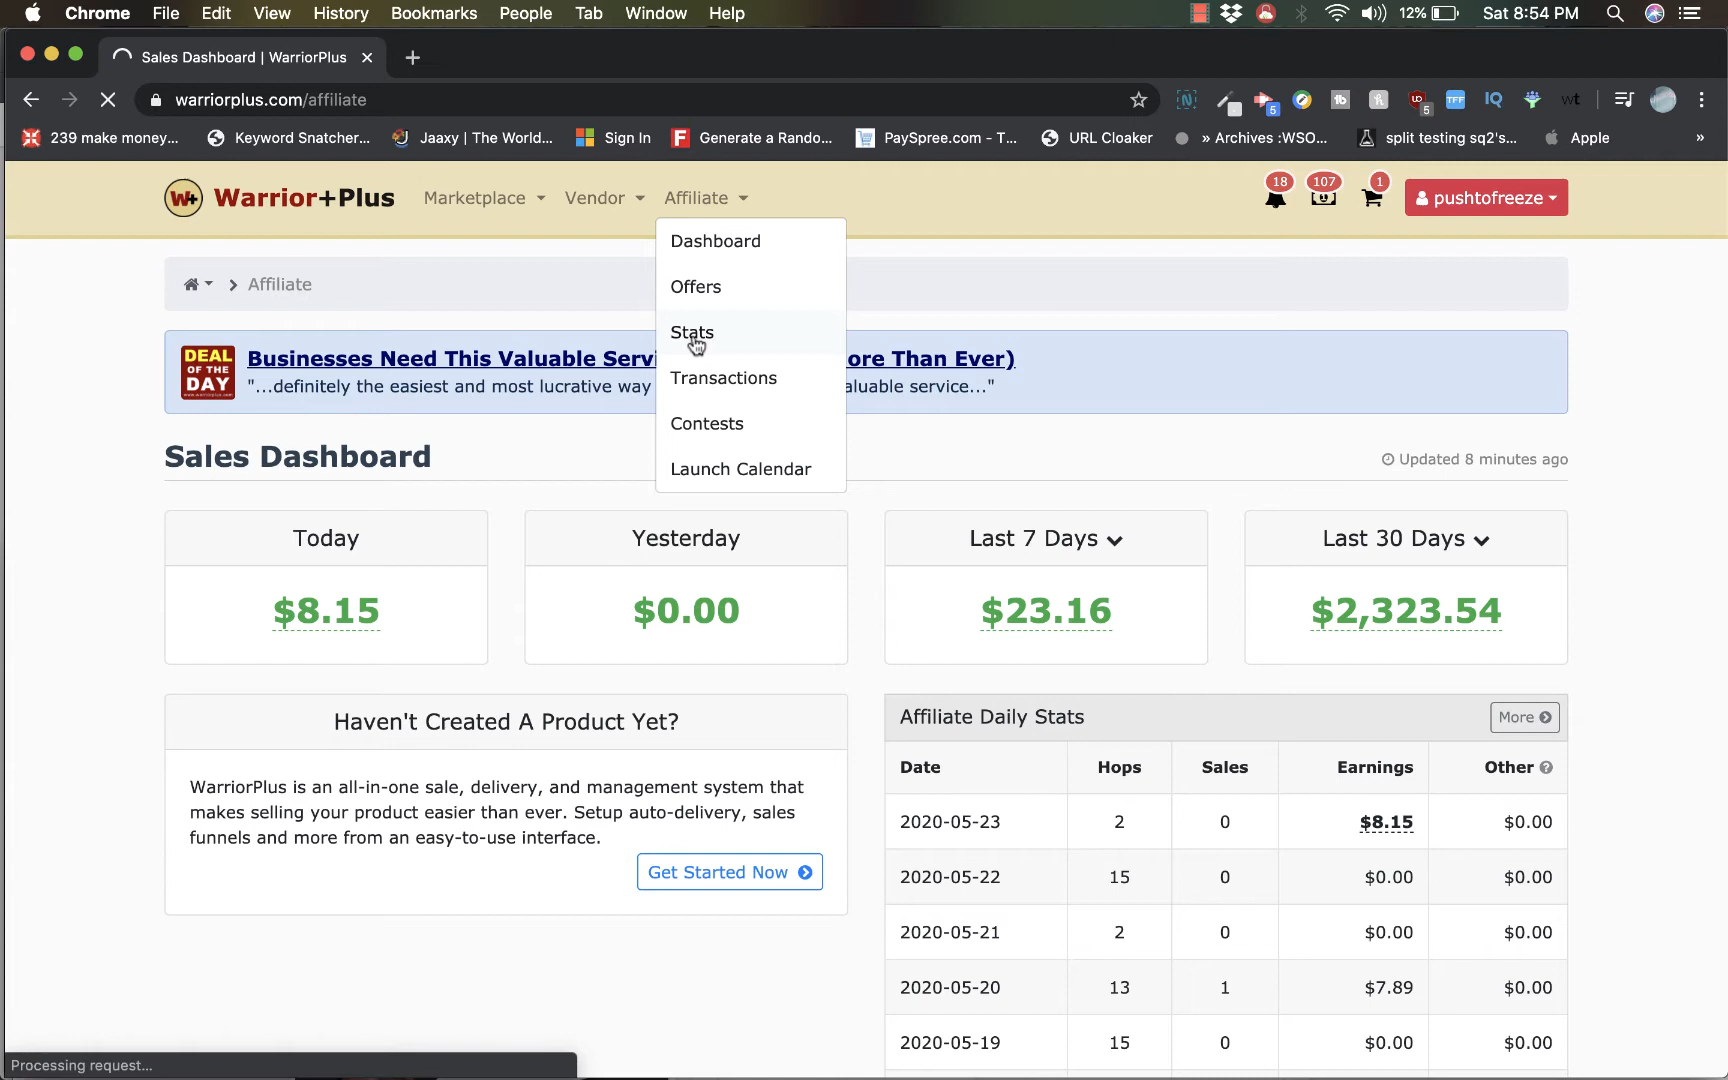 Chrome File Edit View History Bookmarks People Tab Window Help 12% Sat 8:54 PM
Sales Dashboard | WarriorPlus
warriorplus.com/affiliate
239 make money... Keyword Snatcher... Jaaxy | The World... Sign In Generate a Rando... PaySpree.com - T... URL Cloaker » Archives :WSO... split testing sq2's... Apple »
W+ Warrior+Plus Marketplace Vendor Affiliate 18 107 1 pushtofreeze
Dashboard
Offers
Stats
Transactions
Contests
Launch Calendar
Affiliate
DEAL OF THE DAY
Businesses Need This Valuable Servi ore Than Ever)
"...definitely the easiest and most lucrative way aluable service..."
Sales Dashboard Updated 8 minutes ago
Today Yesterday Last 7 Days Last 30 Days
$8.15 $0.00 $23.16 $2,323.54
Haven't Created A Product Yet?
WarriorPlus is an all-in-one sale, delivery, and management system that
makes selling your product easier than ever. Setup auto-delivery, sales
funnels and more from an easy-to-use interface.
Get Started Now
Affiliate Daily Stats More
Date Hops Sales Earnings Other
2020-05-23 2 0 $8.15 $0.00
2020-05-22 15 0 $0.00 $0.00
2020-05-21 2 0 $0.00 $0.00
2020-05-20 13 1 $7.89 $0.00
2020-05-19 15 0 $0.00 $0.00
Processing request...